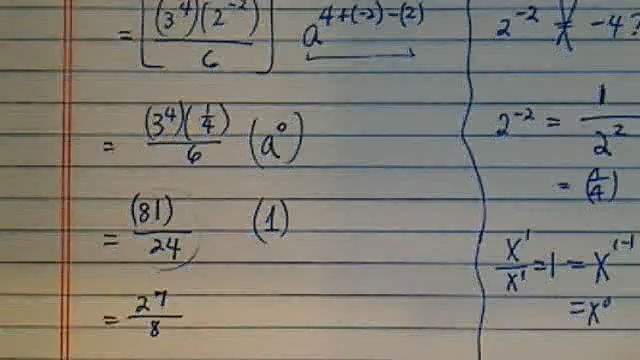 = [(3⁴)(2⁻²)/6] a^(4+(-2)-(2))
= (3⁴)(1/4)/6 (a⁰)
= (81)/24 (1)
= 27/8
2⁻² ≠ -4?
2⁻² = 1/2²
= (1/4)
x¹/x¹ = 1 = x¹⁻¹
= x⁰